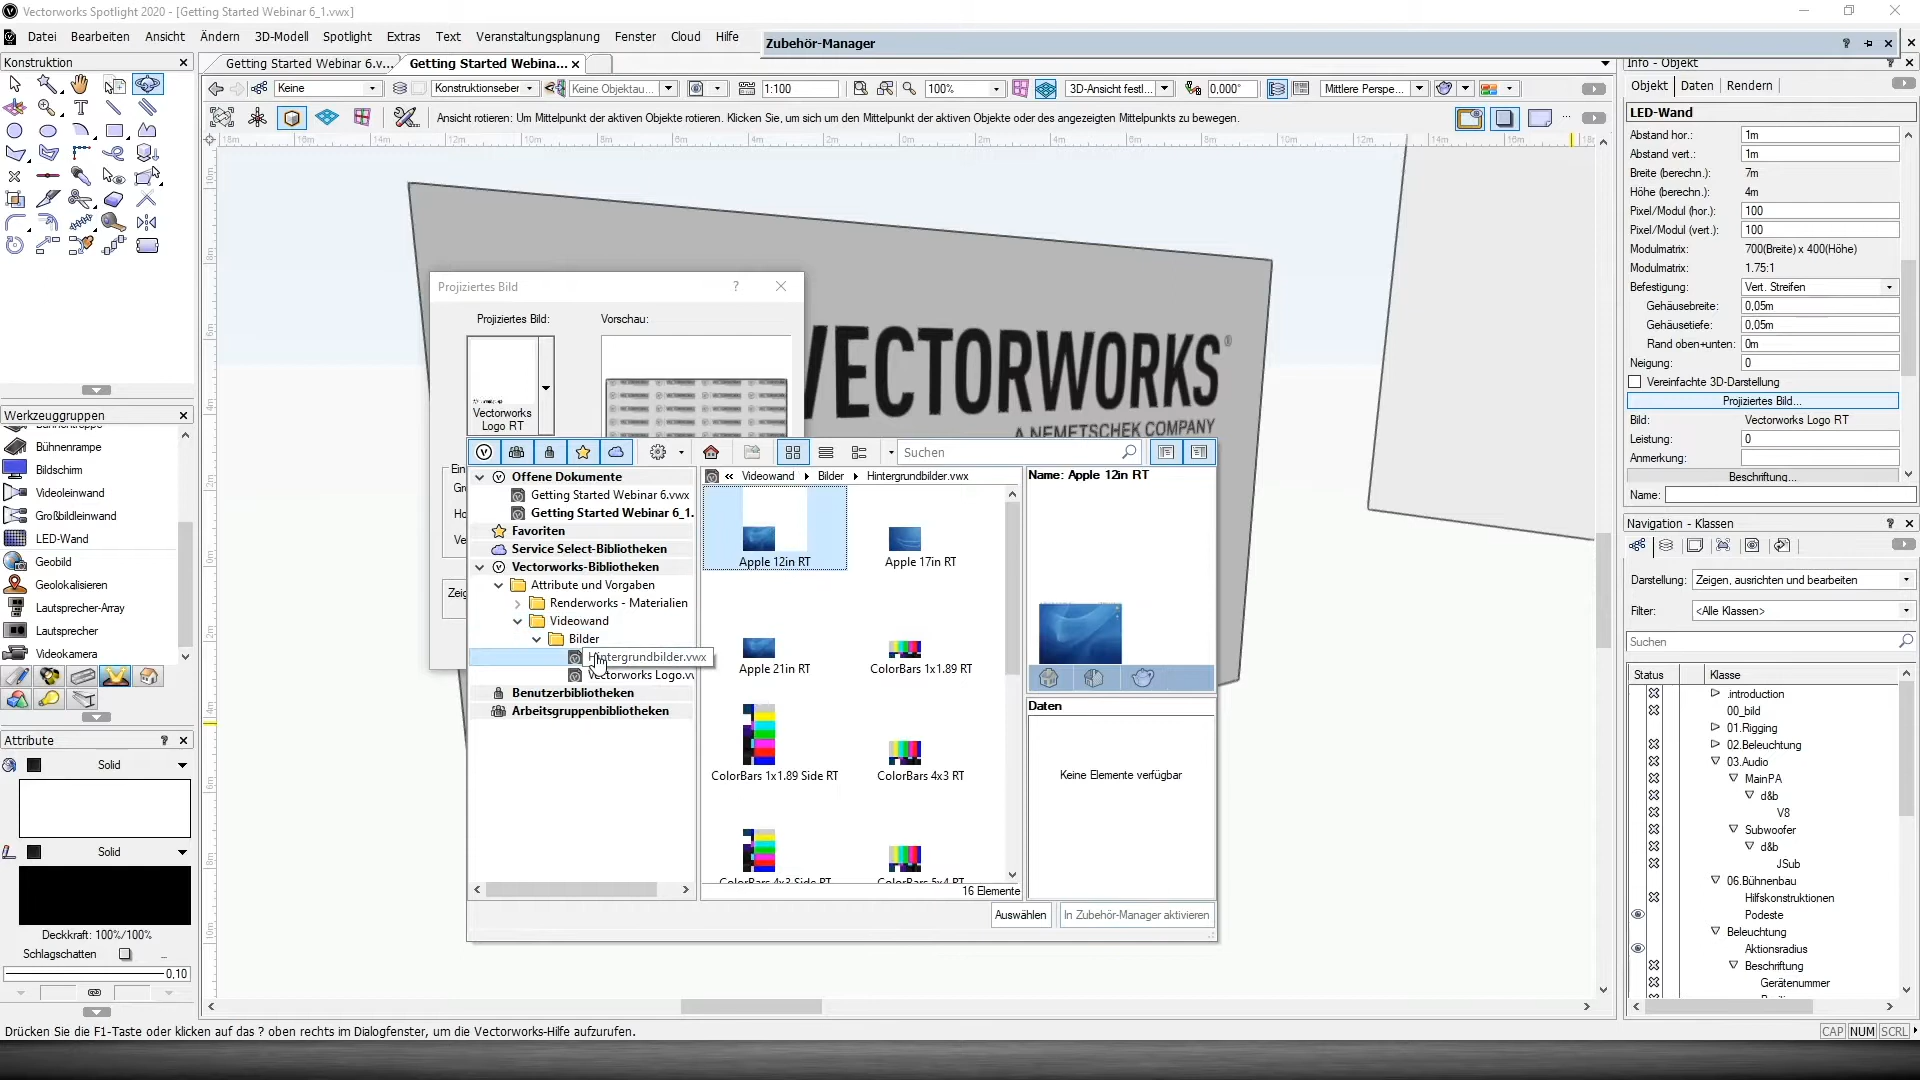 Vectorworks Spotlight 2020 - [Getting Started Webinar 6_1.vwx]
Datei Bearbeiten Ansicht Ändern 3D-Modell Spotlight Extras Text Veranstaltungsplanung Fenster Cloud Hilfe
Zubehör-Manager
Konstruktion
Getting Started Webinar 6.v...
Getting Started Webina...
Keine
Konstruktionseber
Keine Objektau...
1:100
100%
3D-Ansicht festl...
0,000°
Mittlere Perspe...
Ansicht rotieren: Um Mittelpunkt der aktiven Objekte rotieren. Klicken Sie, um sich um den Mittelpunkt der aktiven Objekte oder des angezeigten Mittelpunkts zu bewegen.
Werkzeuggruppen
Bühnenrampe
Bildschim
Videoleinwand
Großbildleinwand
LED-Wand
Geobild
Geolokalisieren
Lautsprecher-Array
Lautsprecher
Videokamera
Attribute
Solid
Solid
Deckkraft: 100%/100%
Schlagschatten
0,10
Projiziertes Bild
Projiziertes Bild:
Vorschau:
Vectorworks
Logo RT
VECTORWORKS®
A NEMETSCHEK COMPANY
Suchen
Offene Dokumente
Getting Started Webinar 6.vwx
Getting Started Webinar 6_1.
Favoriten
Service Select-Bibliotheken
Vectorworks-Bibliotheken
Attribute und Vorgaben
Renderworks - Materialien
Videowand
Bilder
Hintergrundbilder.vwx
Vectorworks Logo.vv
Benutzerbibliotheken
Arbeitsgruppenbibliotheken
« Videowand Bilder Hintergrundbilder.vwx
Apple 12in RT
Apple 17in RT
Apple 21in RT
ColorBars 1x1.89 RT
ColorBars 1x1.89 Side RT
ColorBars 4x3 RT
ColorBars 4x3 Side RT
ColorBars 5x4 RT
16 Elemente
Name: Apple 12in RT
Daten
Keine Elemente verfügbar
Auswählen
In Zubehör-Manager aktivieren
Info - Objekt
Objekt Daten Rendern
LED-Wand
Abstand hor.: 1m
Abstand vert.: 1m
Breite (berechn.): 7m
Höhe (berechn.): 4m
Pixel/Modul (hor.): 100
Pixel/Modul (vert.): 100
Modulmatrix: 700(Breite) x 400(Höhe)
Modulmatrix: 1.75:1
Befestigung: Vert. Streifen
Gehäusebreite: 0,05m
Gehäusetiefe: 0,05m
Rand oben+unten: 0m
Neigung: 0
Vereinfachte 3D-Darstellung
Projiziertes Bild...
Bild: Vectorworks Logo RT
Leistung: 0
Anmerkung:
Beschriftung...
Name:
Navigation - Klassen
Darstellung: Zeigen, ausrichten und bearbeiten
Filter: <Alle Klassen>
Suchen
Status Klasse
.introduction
00_bild
01.Rigging
02.Beleuchtung
03.Audio
MainPA
d&b
V8
Subwoofer
d&b
JSub
06.Bühnenbau
Hilfskonstruktionen
Podeste
Beleuchtung
Aktionsradius
Beschriftung
Gerätenummer
Drücken Sie die F1-Taste oder klicken auf das ? oben rechts im Dialogfenster, um die Vectorworks-Hilfe aufzurufen.
CAP NUM SCRL